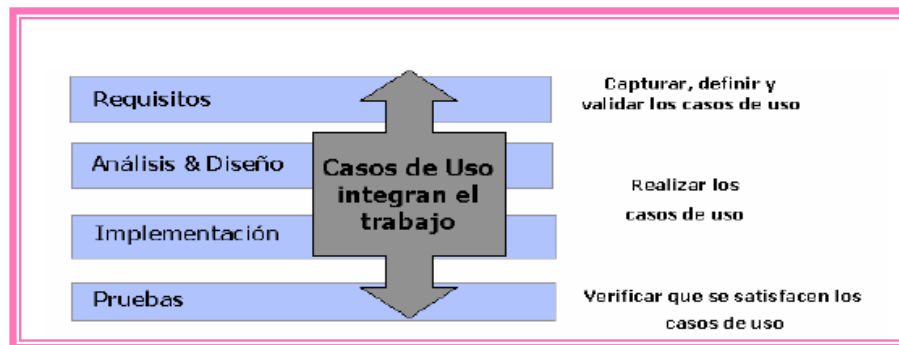 Requisitos
Capturar, definir y
validar los casos de uso
Análisis & Diseño
Casos de Uso
integran el
trabajo
Realizar los
casos de uso
Implementación
Pruebas
Verificar que se satisfacen los
casos de uso